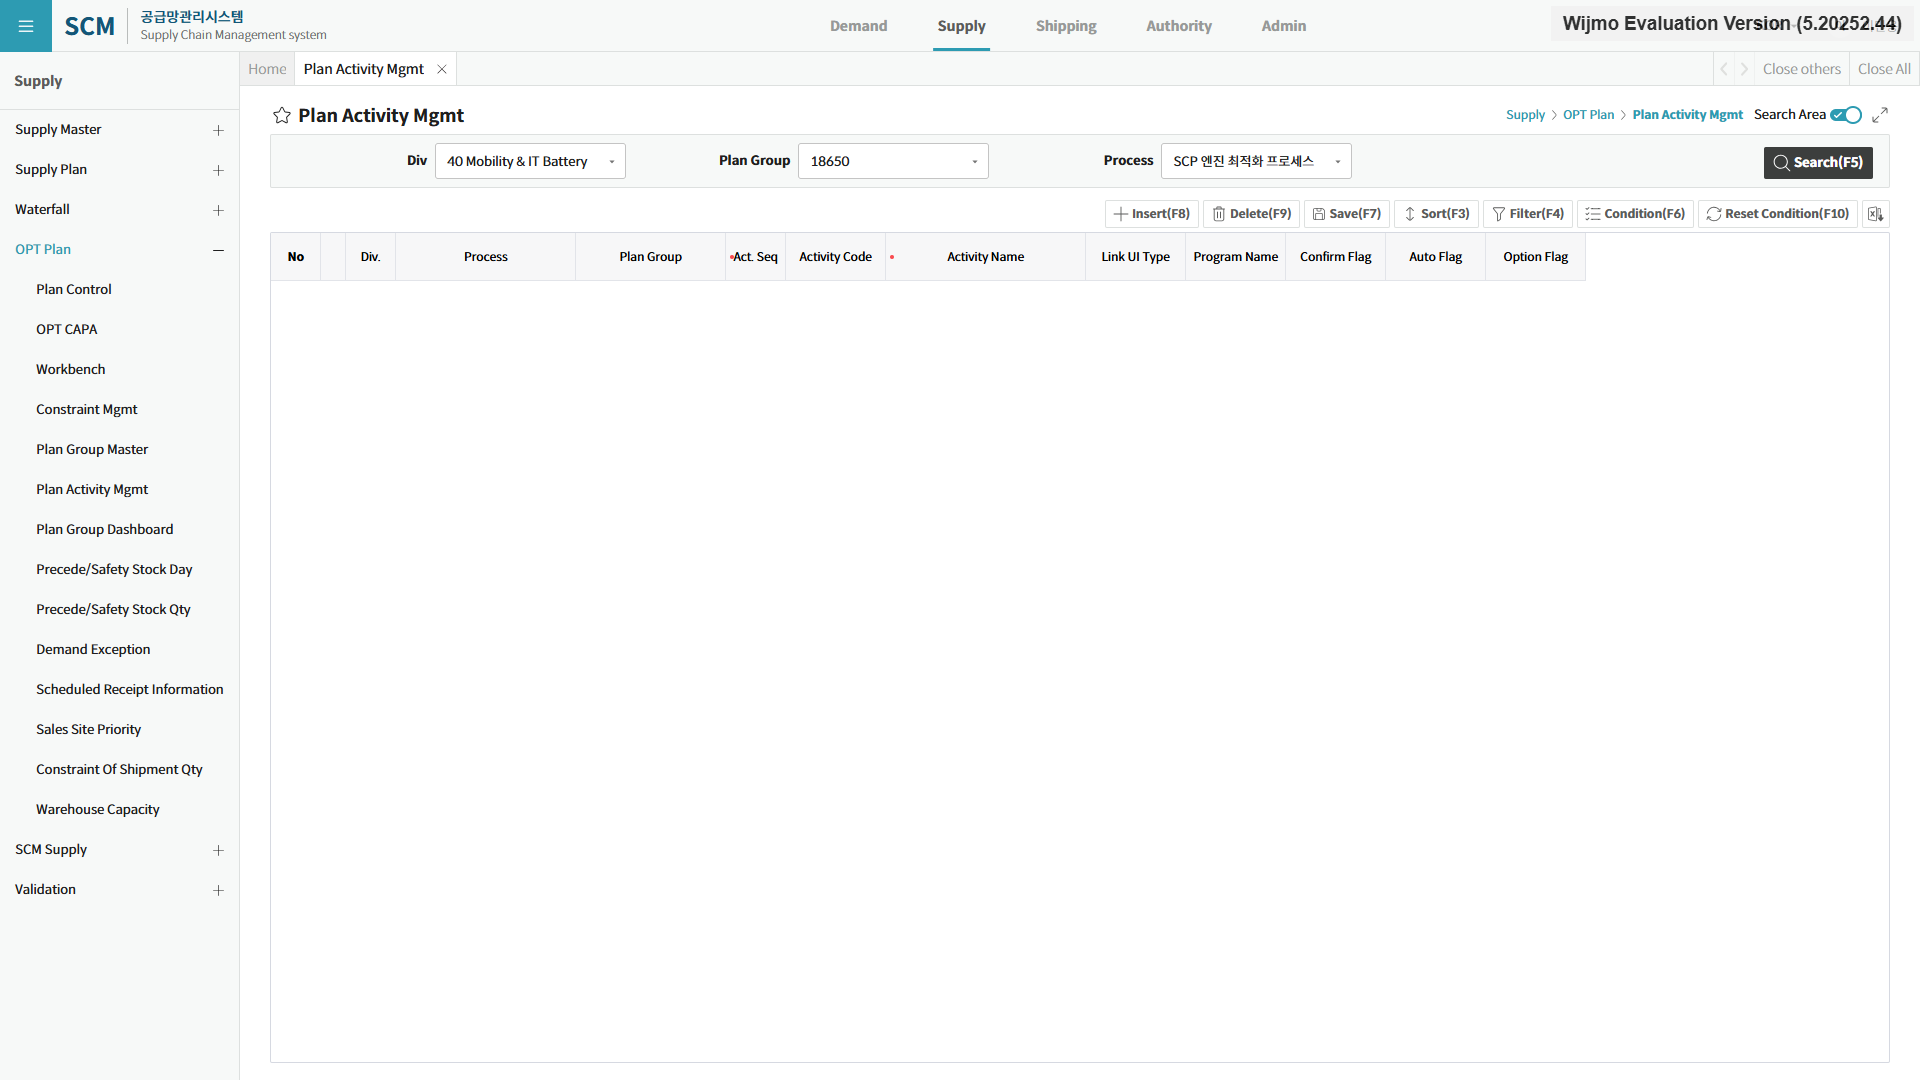 SCM
공급망관리시스템
Supply Chain Management system
Demand
Supply
Shipping
Authority
Admin
Wijmo Evaluation Version (5.20252.44)
Supply
Home
Plan Activity Mgmt
Close others
Close All
Supply Master
Supply Plan
Waterfall
OPT Plan
Plan Control
OPT CAPA
Workbench
Constraint Mgmt
Plan Group Master
Plan Activity Mgmt
Plan Group Dashboard
Precede/Safety Stock Day
Precede/Safety Stock Qty
Demand Exception
Scheduled Receipt Information
Sales Site Priority
Constraint Of Shipment Qty
Warehouse Capacity
SCM Supply
Validation
Plan Activity Mgmt
Supply > OPT Plan > Plan Activity Mgmt
Search Area
Div 40 Mobility & IT Battery
Plan Group 18650
Process SCP 엔진 최적화 프로세스
Search(F5)
Insert(F8)
Delete(F9)
Save(F7)
Sort(F3)
Filter(F4)
Condition(F6)
Reset Condition(F10)
No
Div.
Process
Plan Group
Act. Seq
Activity Code
Activity Name
Link UI Type
Program Name
Confirm Flag
Auto Flag
Option Flag